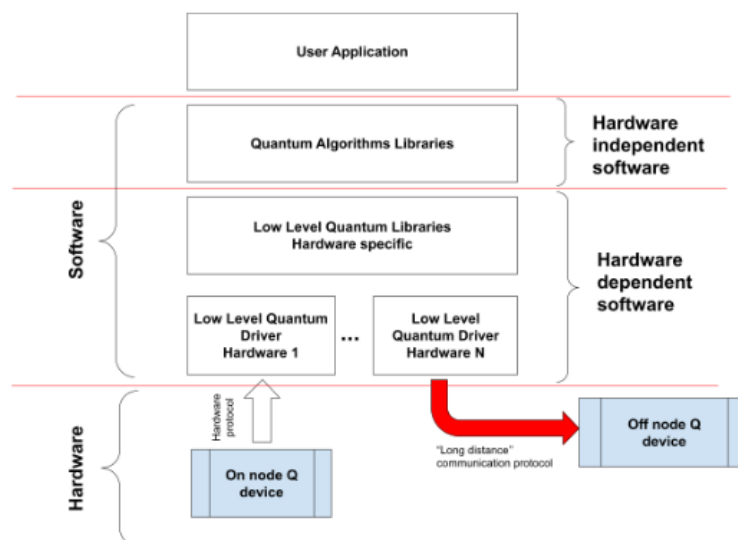 User Application
Quantum Algorithms Libraries
Hardware
independent
software
Software
Low Level Quantum Libraries
Hardware specific
Hardware
dependent
software
Low Level Quantum
Driver
Hardware 1
...
Low Level
Quantum Driver
Hardware N
Hardware
Hardware
protocol
On node Q
device
"Long distance"
communication protocol
Off node Q
device